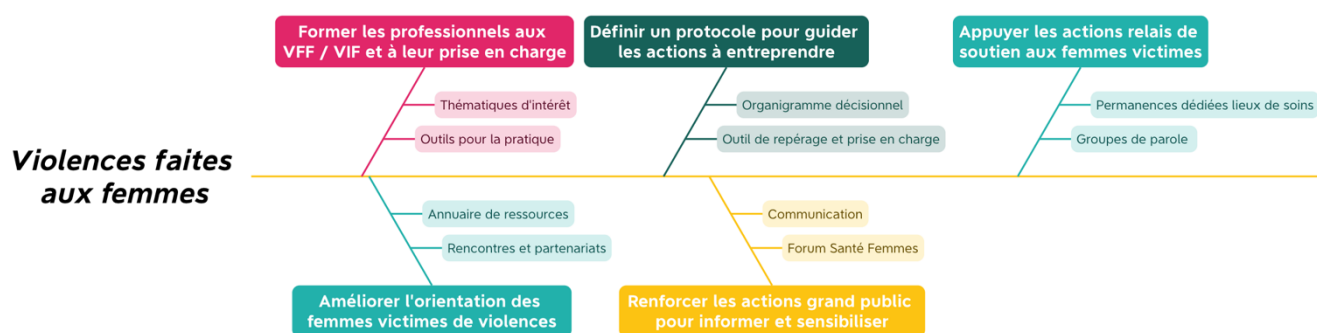 Former les professionnels aux
VFF / VIF et à leur prise en charge
Définir un protocole pour guider
les actions à entreprendre
Appuyer les actions relais de
soutien aux femmes victimes
Thématiques d'intérêt
Outils pour la pratique
Organigramme décisionnel
Outil de repérage et prise en charge
Permanences dédiées lieux de soins
Groupes de parole
Violences faites
aux femmes
Annuaire de ressources
Rencontres et partenariats
Communication
Forum Santé Femmes
Améliorer l'orientation des
femmes victimes de violences
Renforcer les actions grand public
pour informer et sensibiliser